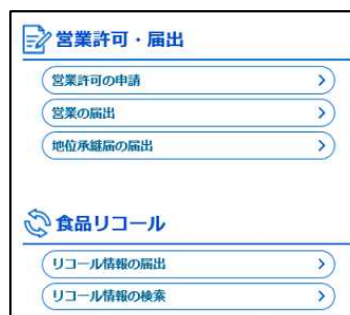 営業許可・届出
営業許可の申請
営業の届出
地位承継届の届出
食品リコール
リコール情報の届出
リコール情報の検索